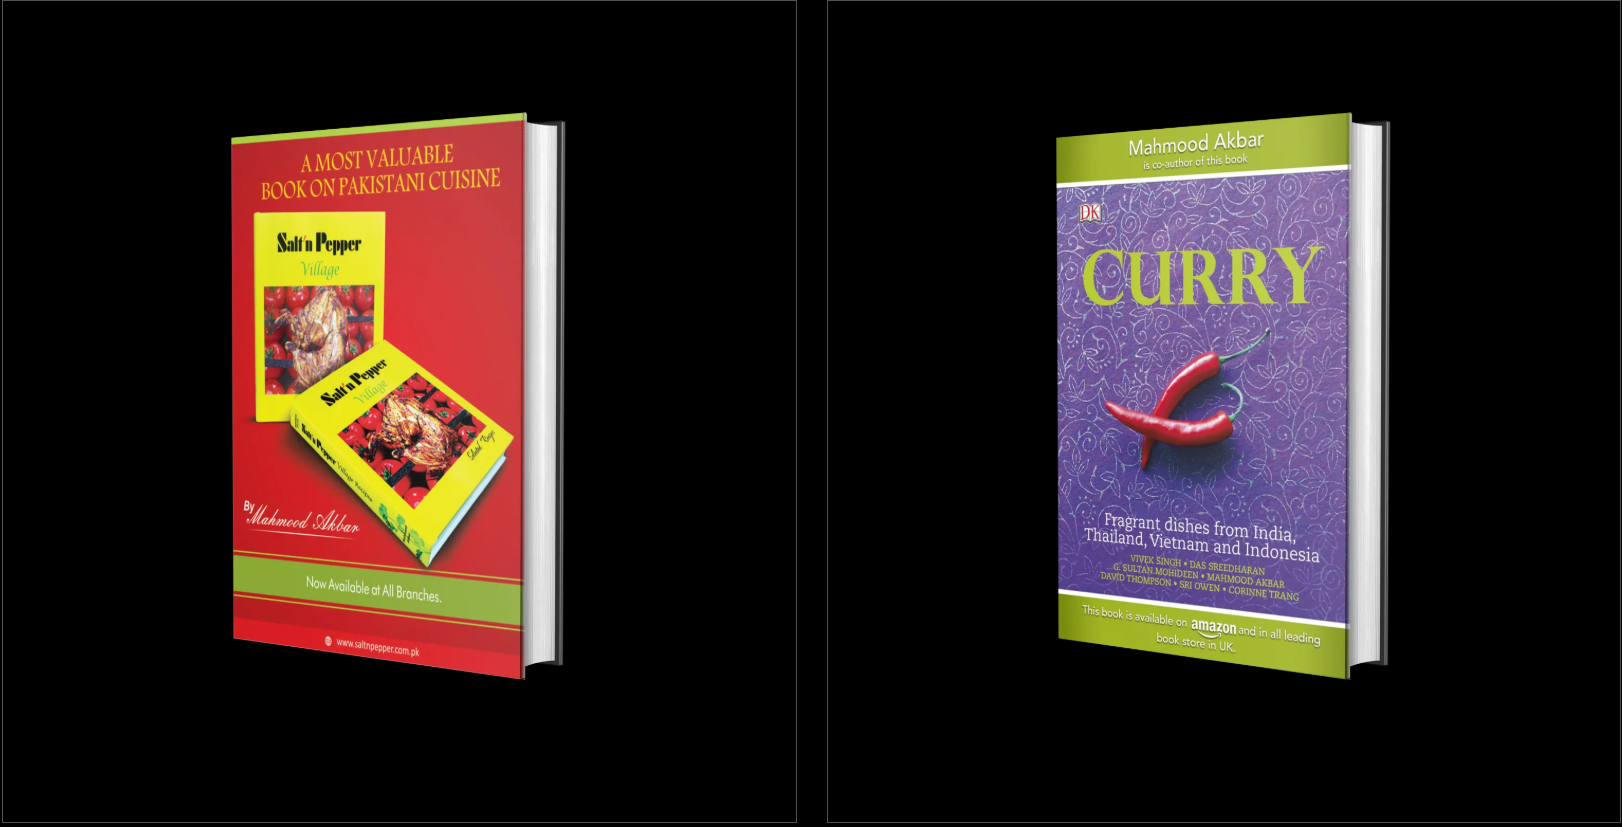 A MOST VALUABLE
BOOK ON PAKISTANI CUISINE
Salt'n Pepper
Village
Salt'n Pepper
Village
Salt'n Pepper Village Recipes
By
Mahmood Akbar
Now Available at All Branches.
www.saltnpepper.com.pk
Mahmood Akbar
is co-author of this book
DK
CURRY
Fragrant dishes from India,
Thailand, Vietnam and Indonesia
VIVEK SINGH • DAS SREEDHARAN
G. SULTAN MOHIDEEN • MAHMOOD AKBAR
DAVID THOMPSON • SRI OWEN • CORINNE TRANG
This book is available on amazon and in all leading
book store in UK.